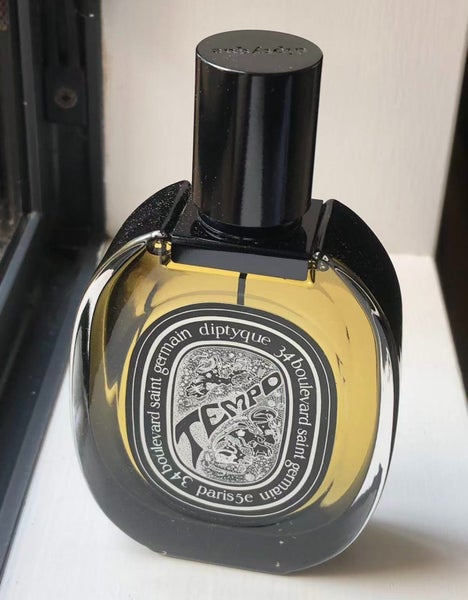 diptyque
34 boulevard saint germain
paris5e
34 boulevard saint germain
TEMPO